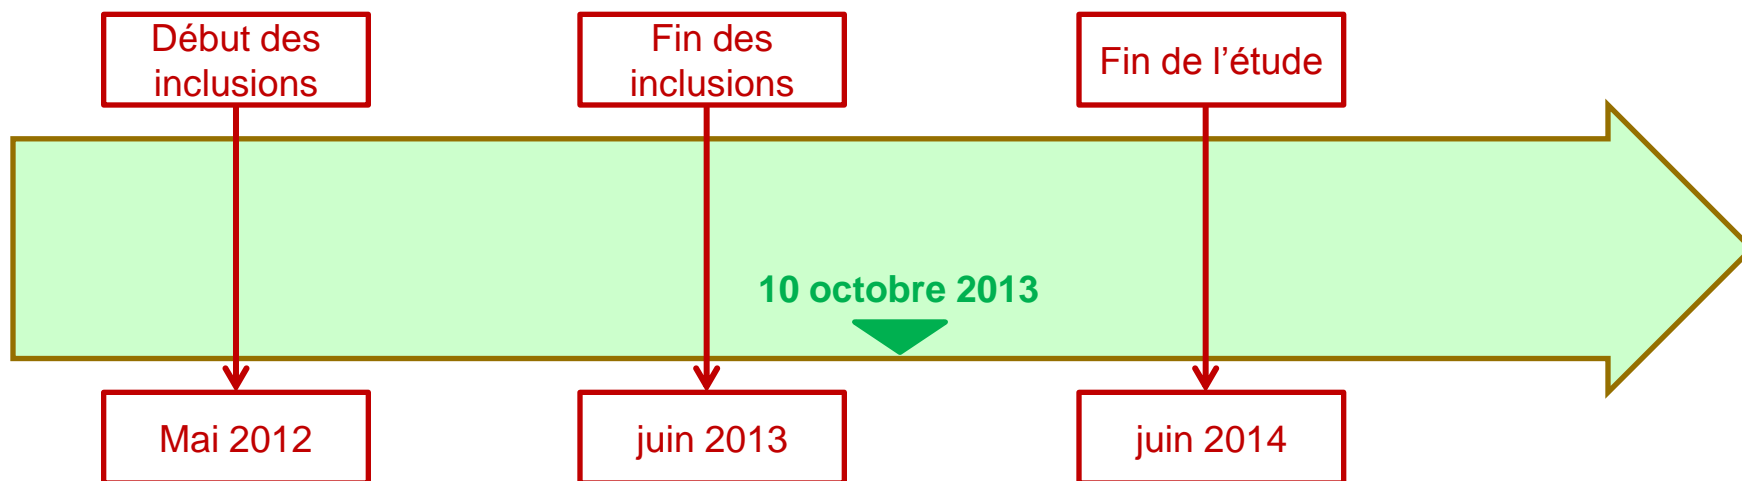 Début des
inclusions
Fin des
inclusions
Fin de l’étude
10 octobre 2013
Mai 2012
juin 2013
juin 2014